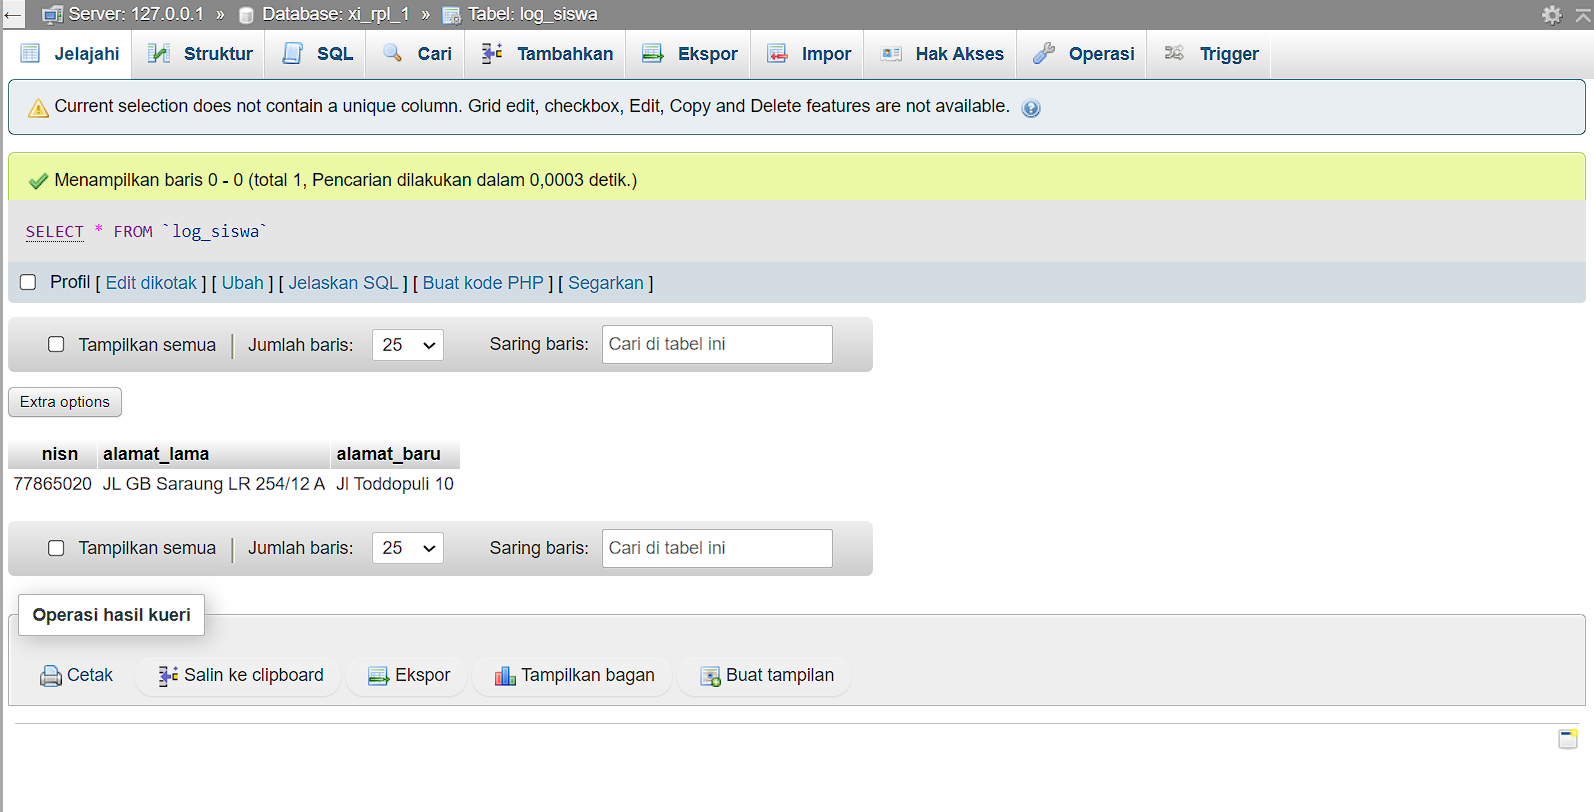 Server: 127.0.0.1 » Database: xi_rpl_1 » Tabel: log_siswa
Jelajahi Struktur SQL Cari Tambahkan Ekspor Impor Hak Akses Operasi Trigger
Current selection does not contain a unique column. Grid edit, checkbox, Edit, Copy and Delete features are not available.
Menampilkan baris 0 - 0 (total 1, Pencarian dilakukan dalam 0,0003 detik.)
SELECT * FROM `log_siswa`
Profil [ Edit dikotak ] [ Ubah ] [ Jelaskan SQL ] [ Buat kode PHP ] [ Segarkan ]
Tampilkan semua | Jumlah baris: 25 Saring baris: Cari di tabel ini
Extra options
nisn alamat_lama alamat_baru
77865020 JL GB Saraung LR 254/12 A Jl Toddopuli 10
Tampilkan semua | Jumlah baris: 25 Saring baris: Cari di tabel ini
Operasi hasil kueri
Cetak Salin ke clipboard Ekspor Tampilkan bagan Buat tampilan